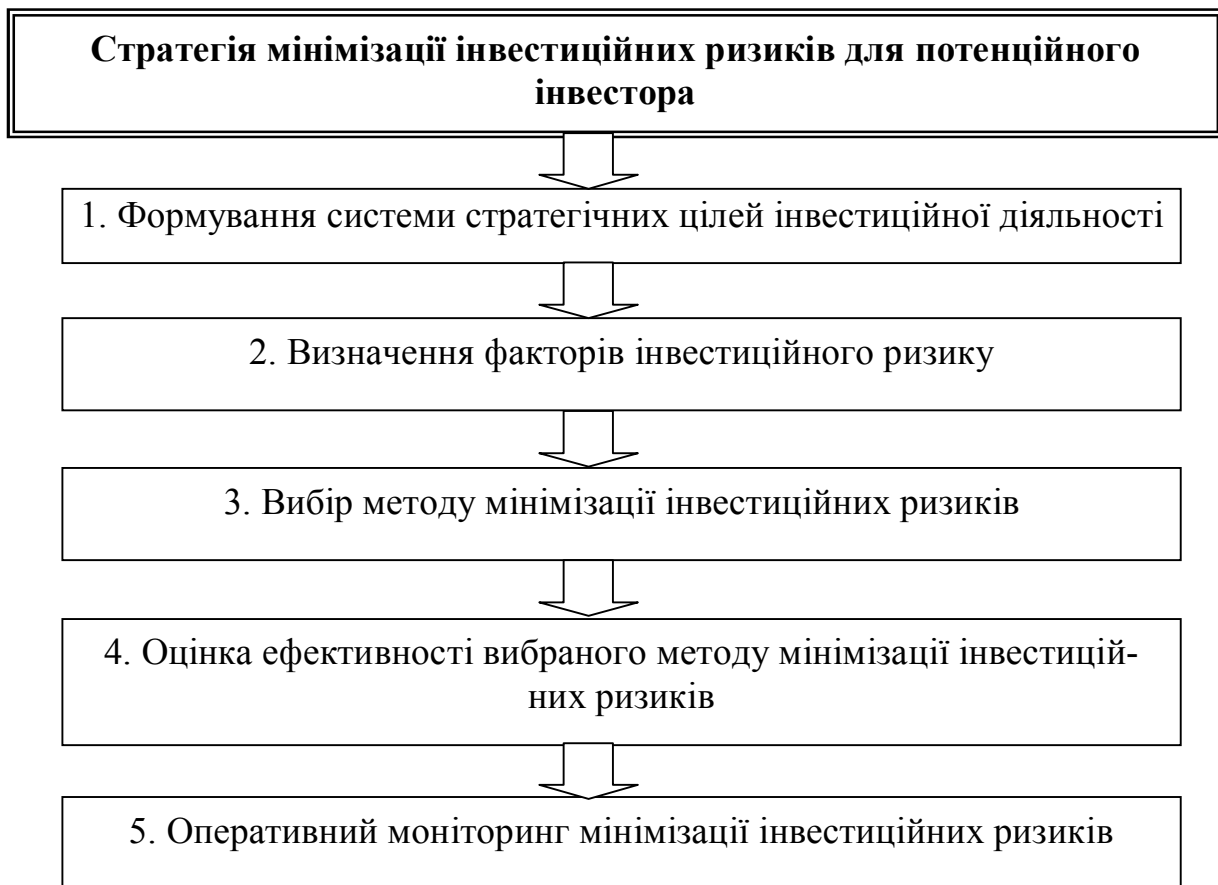 Стратегія мінімізації інвестиційних ризиків для потенційного
інвестора
1. Формування системи стратегічних цілей інвестиційної діяльності
2. Визначення факторів інвестиційного ризику
3. Вибір методу мінімізації інвестиційних ризиків
4. Оцінка ефективності вибраного методу мінімізації інвестицій-
них ризиків
5. Оперативний моніторинг мінімізації інвестиційних ризиків